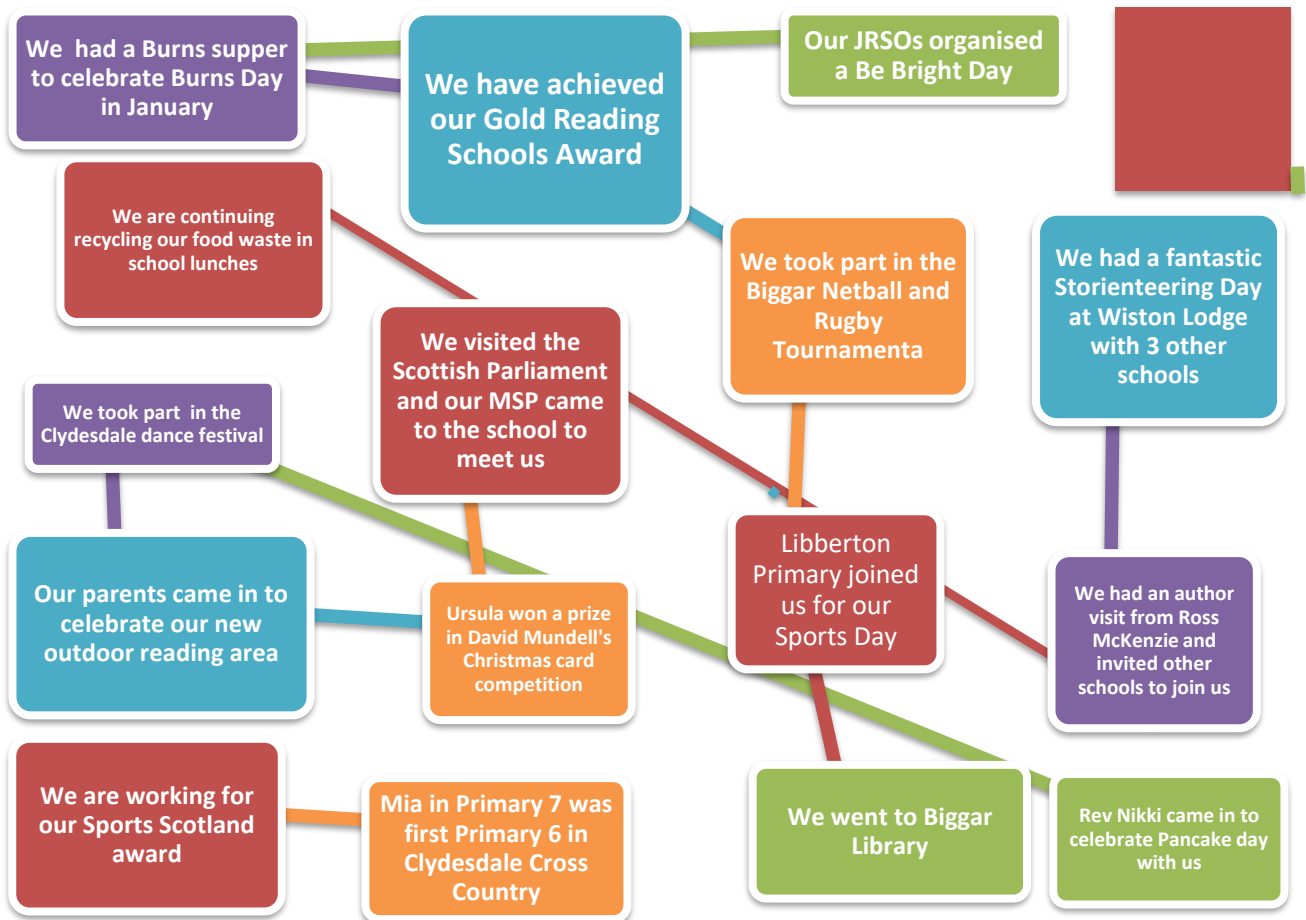 We had a Burns supper
to celebrate Burns Day
in January
We have achieved
our Gold Reading
Schools Award
Our JRSOs organised
a Be Bright Day
We are continuing
recycling our food waste in
school lunches
We took part in the
Biggar Netball and
Rugby
Tournamenta
We had a fantastic
Storienteering Day
at Wiston Lodge
with 3 other
schools
We visited the
Scottish Parliament
and our MSP came
to the school to
meet us
We took part in the
Clydesdale dance festival
Our parents came in to
celebrate our new
outdoor reading area
Ursula won a prize
in David Mundell's
Christmas card
competition
Libberton
Primary joined
us for our
Sports Day
We had an author
visit from Ross
McKenzie and
invited other
schools to join us
We are working for
our Sports Scotland
award
Mia in Primary 7 was
first Primary 6 in
Clydesdale Cross
Country
We went to Biggar
Library
Rev Nikki came in to
celebrate Pancake day
with us